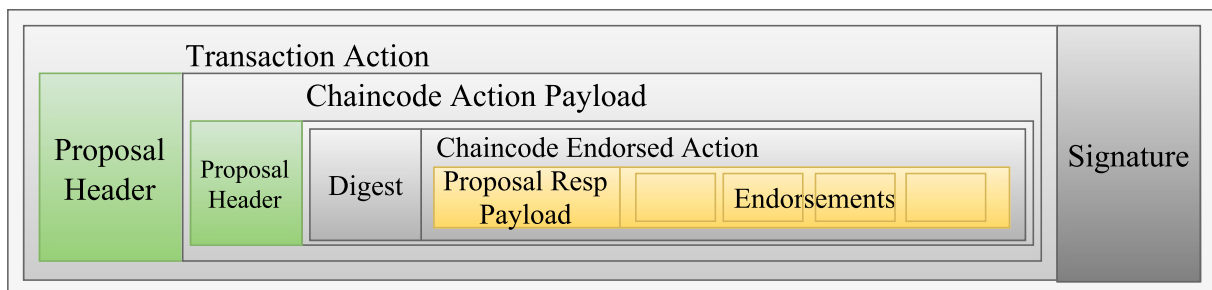 Transaction Action
Chaincode Action Payload
Proposal
Header
Proposal
Header
Digest
Chaincode Endorsed Action
Proposal Resp
Payload
Endorsements
Signature